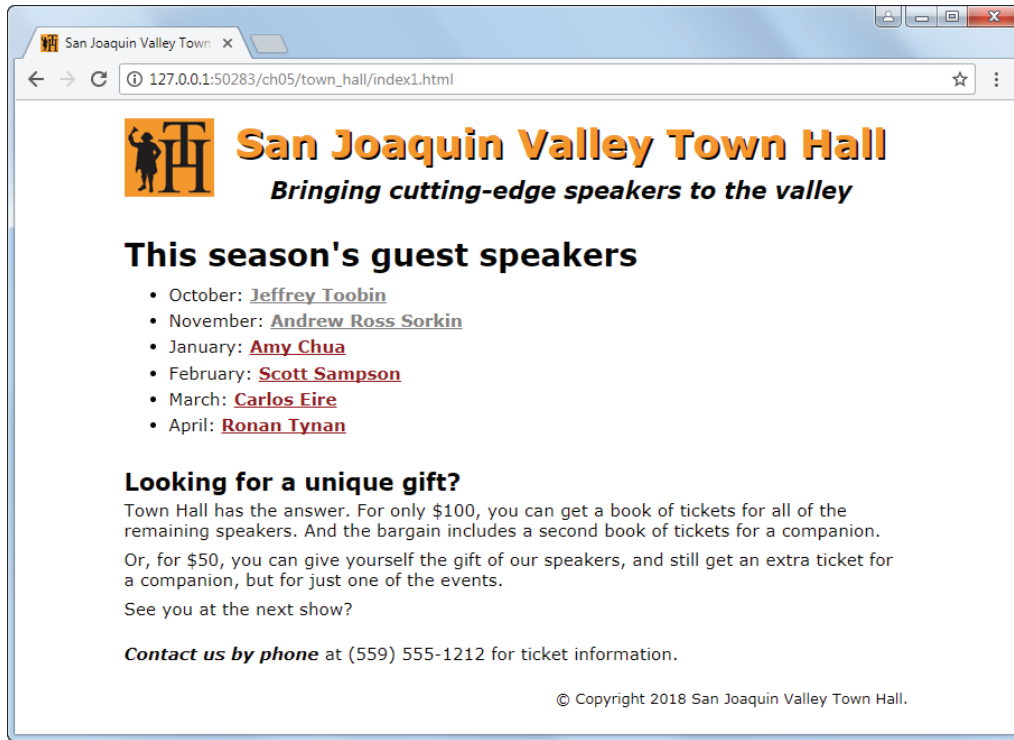 San Joaquin Valley Town
127.0.0.1:50283/ch05/town_hall/index1.html
TH
San Joaquin Valley Town Hall
Bringing cutting-edge speakers to the valley
This season's guest speakers
• October: Jeffrey Toobin
• November: Andrew Ross Sorkin
• January: Amy Chua
• February: Scott Sampson
• March: Carlos Eire
• April: Ronan Tynan
Looking for a unique gift?
Town Hall has the answer. For only $100, you can get a book of tickets for all of the
remaining speakers. And the bargain includes a second book of tickets for a companion.
Or, for $50, you can give yourself the gift of our speakers, and still get an extra ticket for
a companion, but for just one of the events.
See you at the next show?
Contact us by phone at (559) 555-1212 for ticket information.
© Copyright 2018 San Joaquin Valley Town Hall.